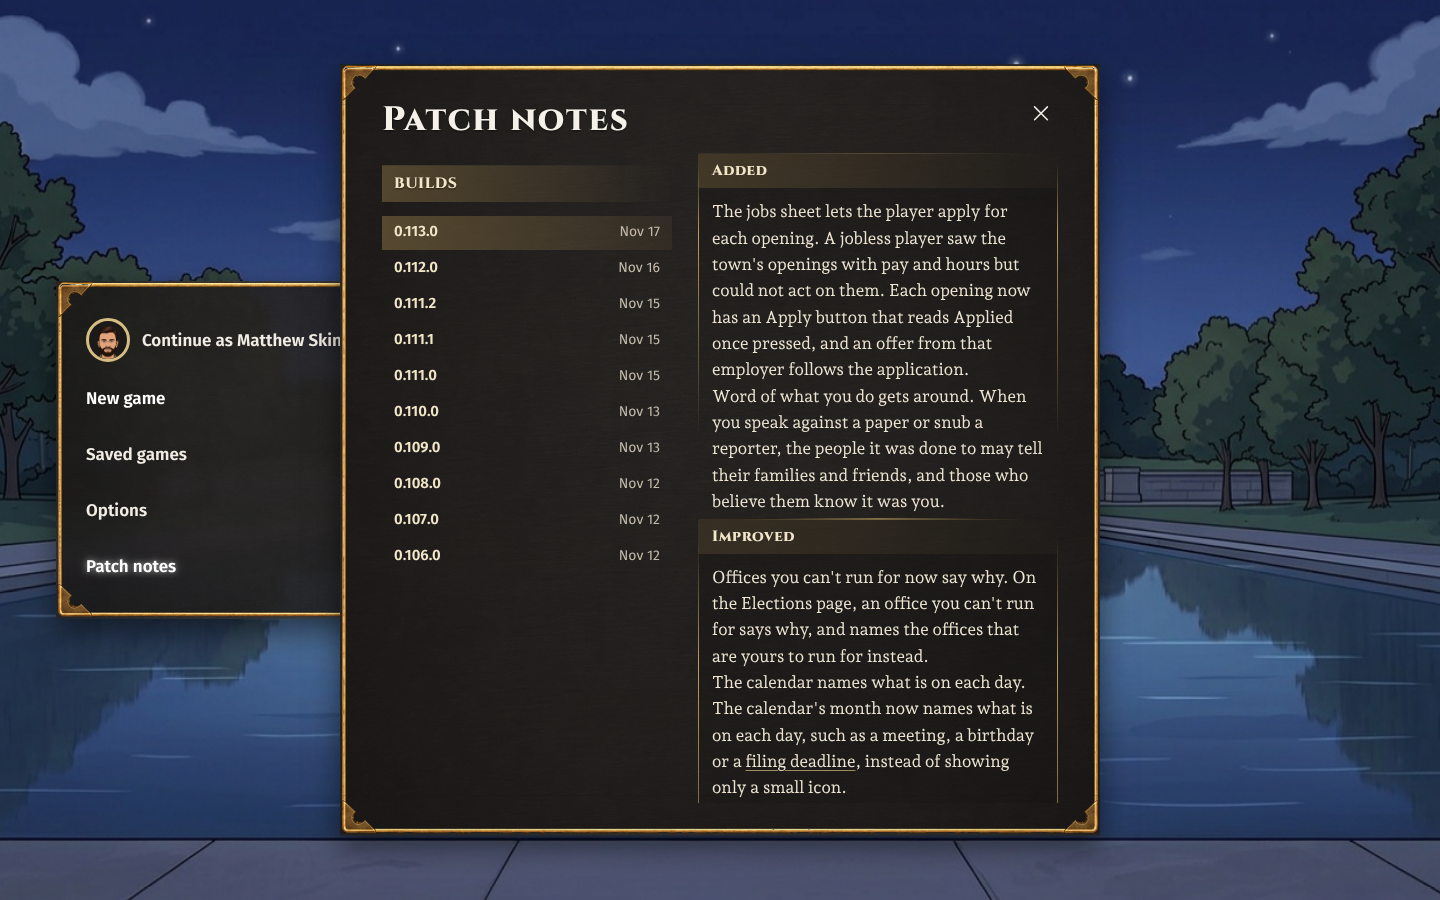 Patch notes
Builds
0.113.0 Nov 17
0.112.0 Nov 16
0.111.2 Nov 15
0.111.1 Nov 15
0.111.0 Nov 15
0.110.0 Nov 13
0.109.0 Nov 13
0.108.0 Nov 12
0.107.0 Nov 12
0.106.0 Nov 12
Added
The jobs sheet lets the player apply for
each opening. A jobless player saw the
town's openings with pay and hours but
could not act on them. Each opening now
has an Apply button that reads Applied
once pressed, and an offer from that
employer follows the application.
Word of what you do gets around. When
you speak against a paper or snub a
reporter, the people it was done to may tell
their families and friends, and those who
believe them know it was you.
Improved
Offices you can't run for now say why. On
the Elections page, an office you can't run
for says why, and names the offices that
are yours to run for instead.
The calendar names what is on each day.
The calendar's month now names what is
on each day, such as a meeting, a birthday
or a filing deadline, instead of showing
only a small icon.
Continue as Matthew Skin
New game
Saved games
Options
Patch notes